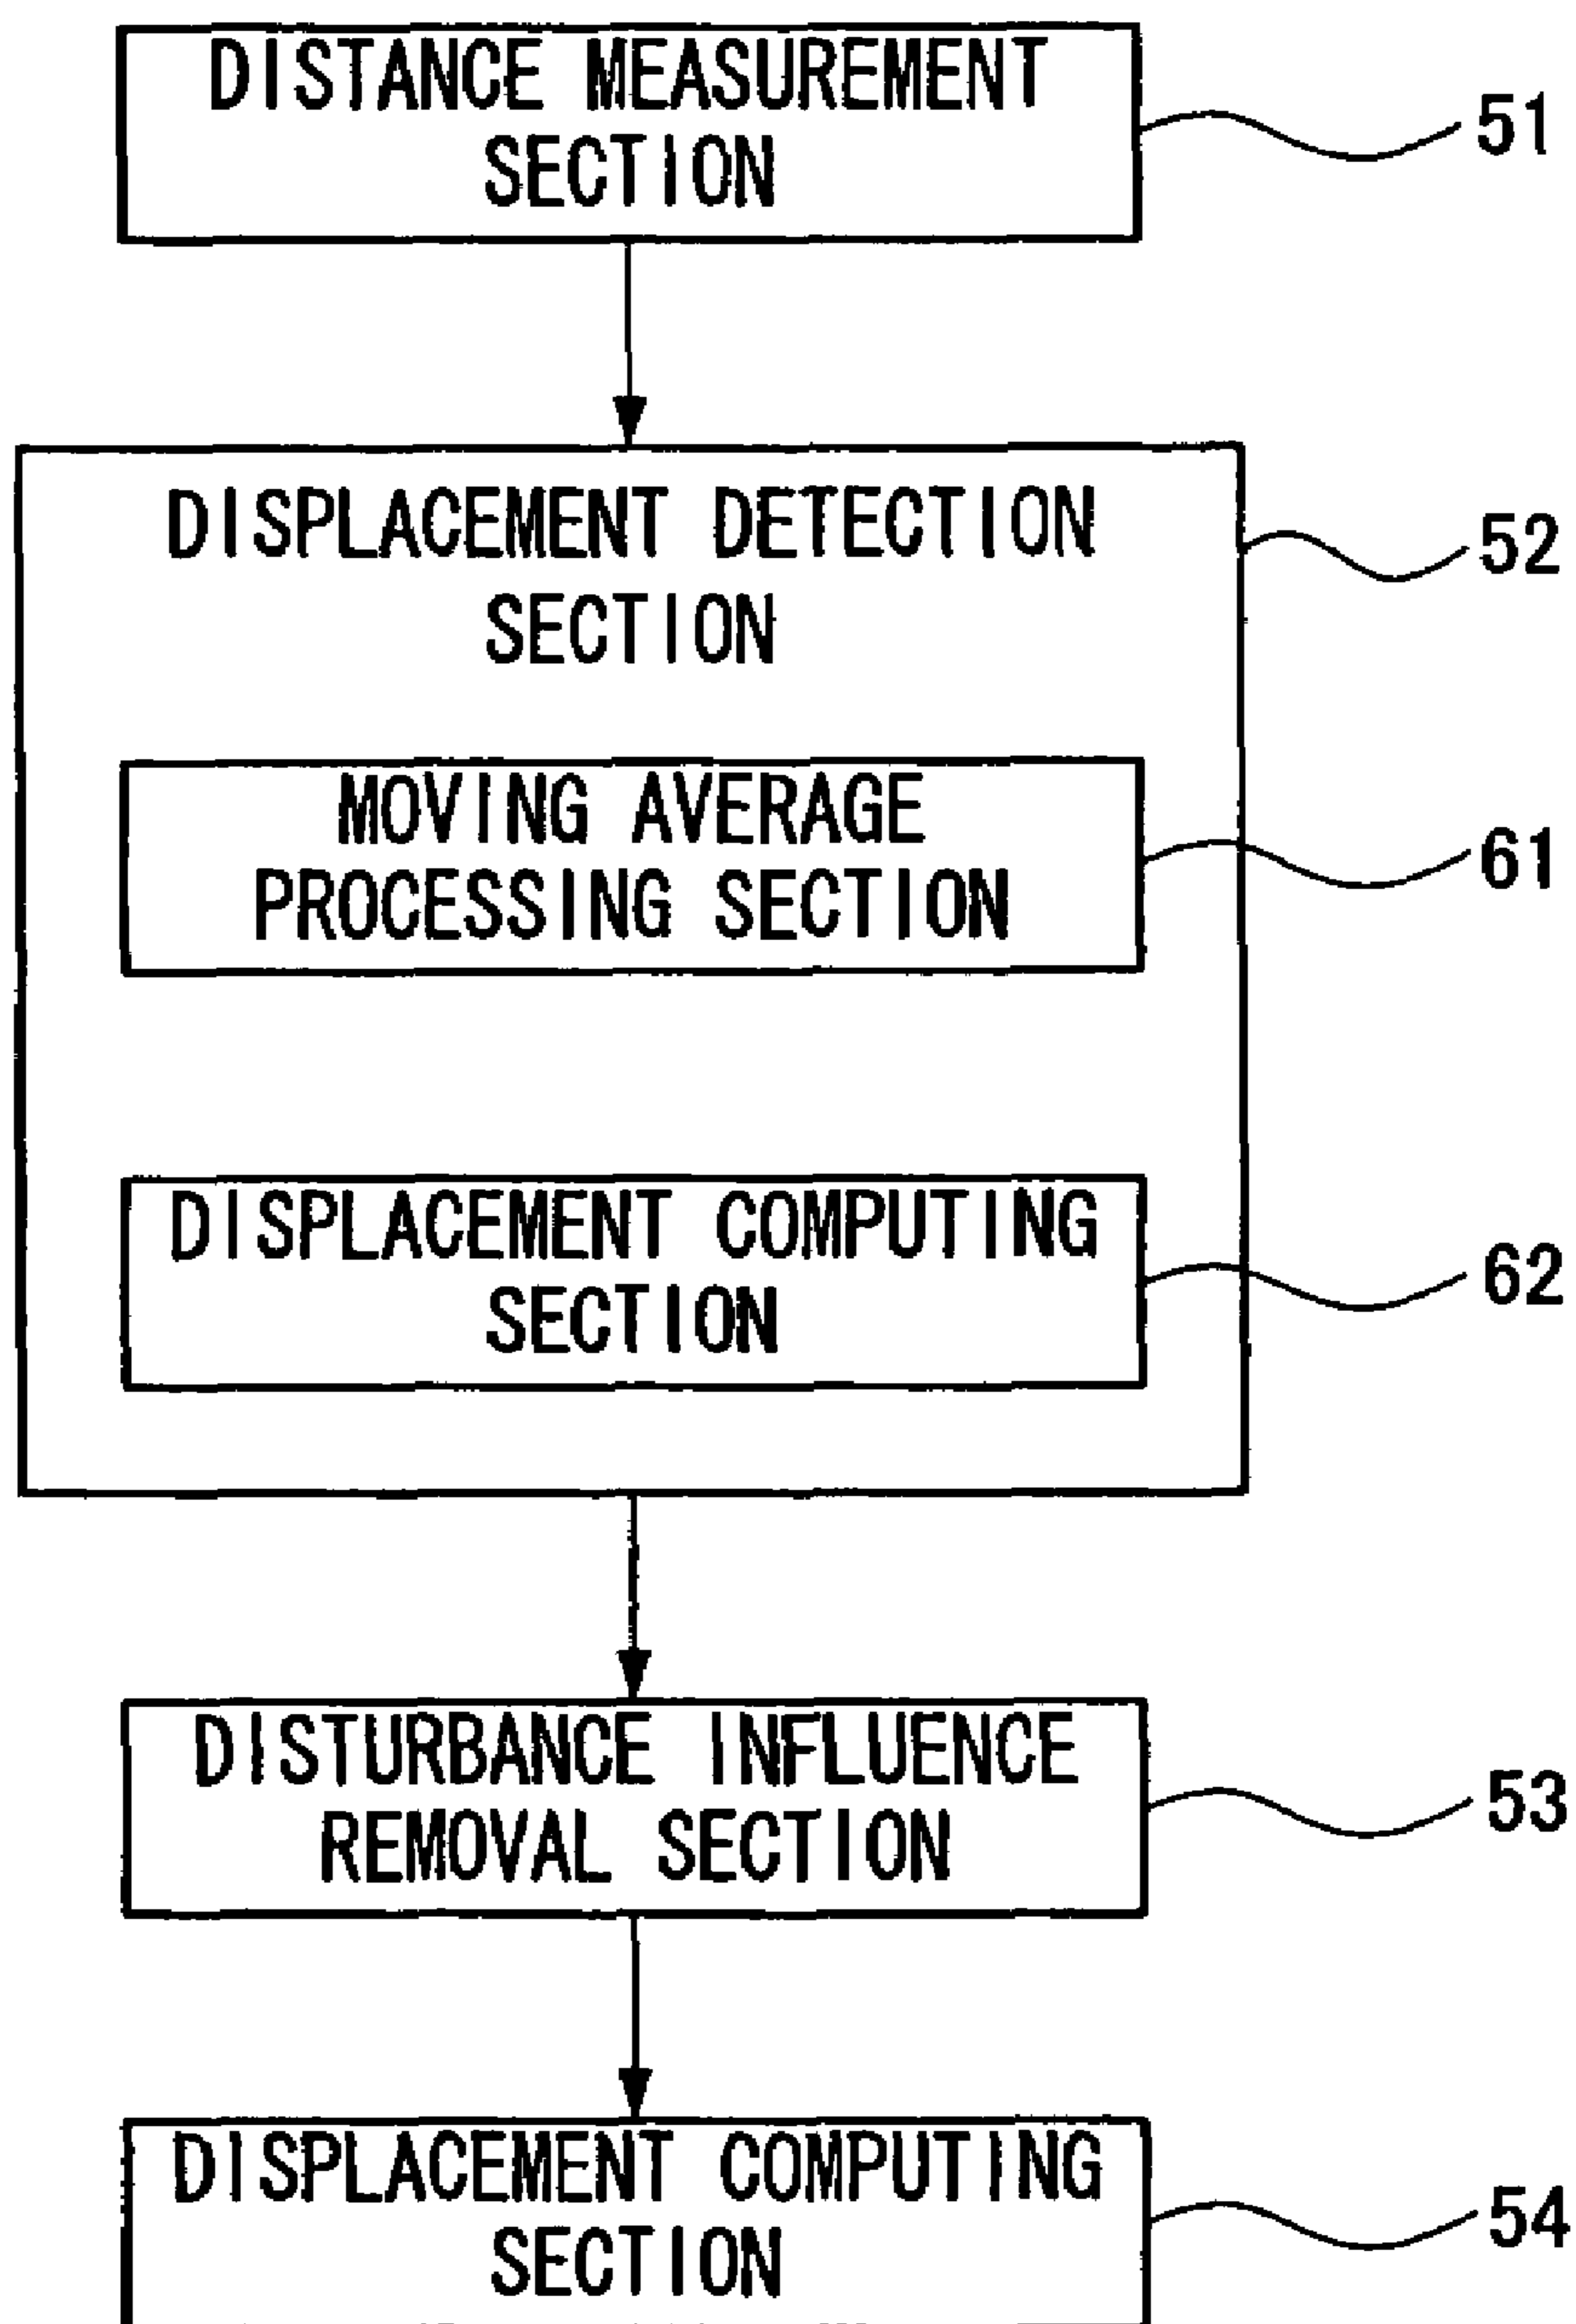 DISTANCE MEASUREMENT
SECTION
51
DISPLACEMENT DETECTION
SECTION
52
MOVING AVERAGE
PROCESSING SECTION
61
DISPLACEMENT COMPUTING
SECTION
62
DISTURBANCE INFLUENCE
REMOVAL SECTION
53
DISPLACEMENT COMPUTING
SECTION
54